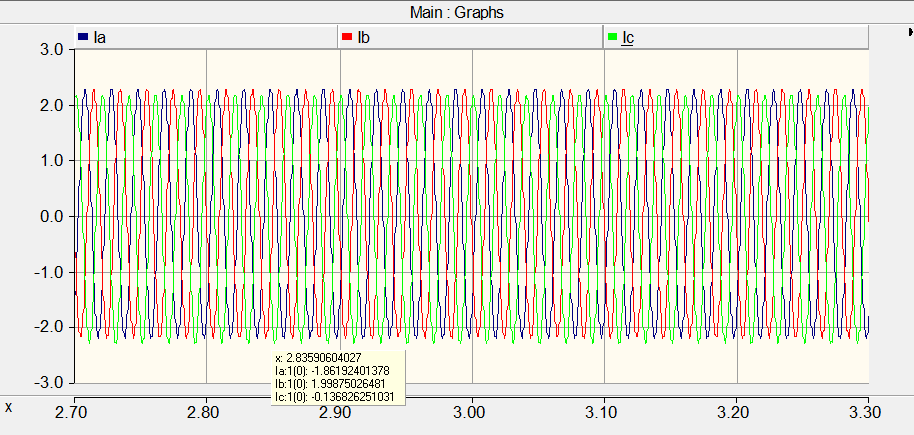 Main : Graphs
Ia Ib Ic
3.0
2.0
1.0
0.0
-1.0
-2.0
-3.0
x: 2.83590604027
Ia:1(0): -1.86192401378
Ib:1(0): 1.99875026481
Ic:1(0): -0.136826251031
x 2.70 2.80 2.90 3.00 3.10 3.20 3.30